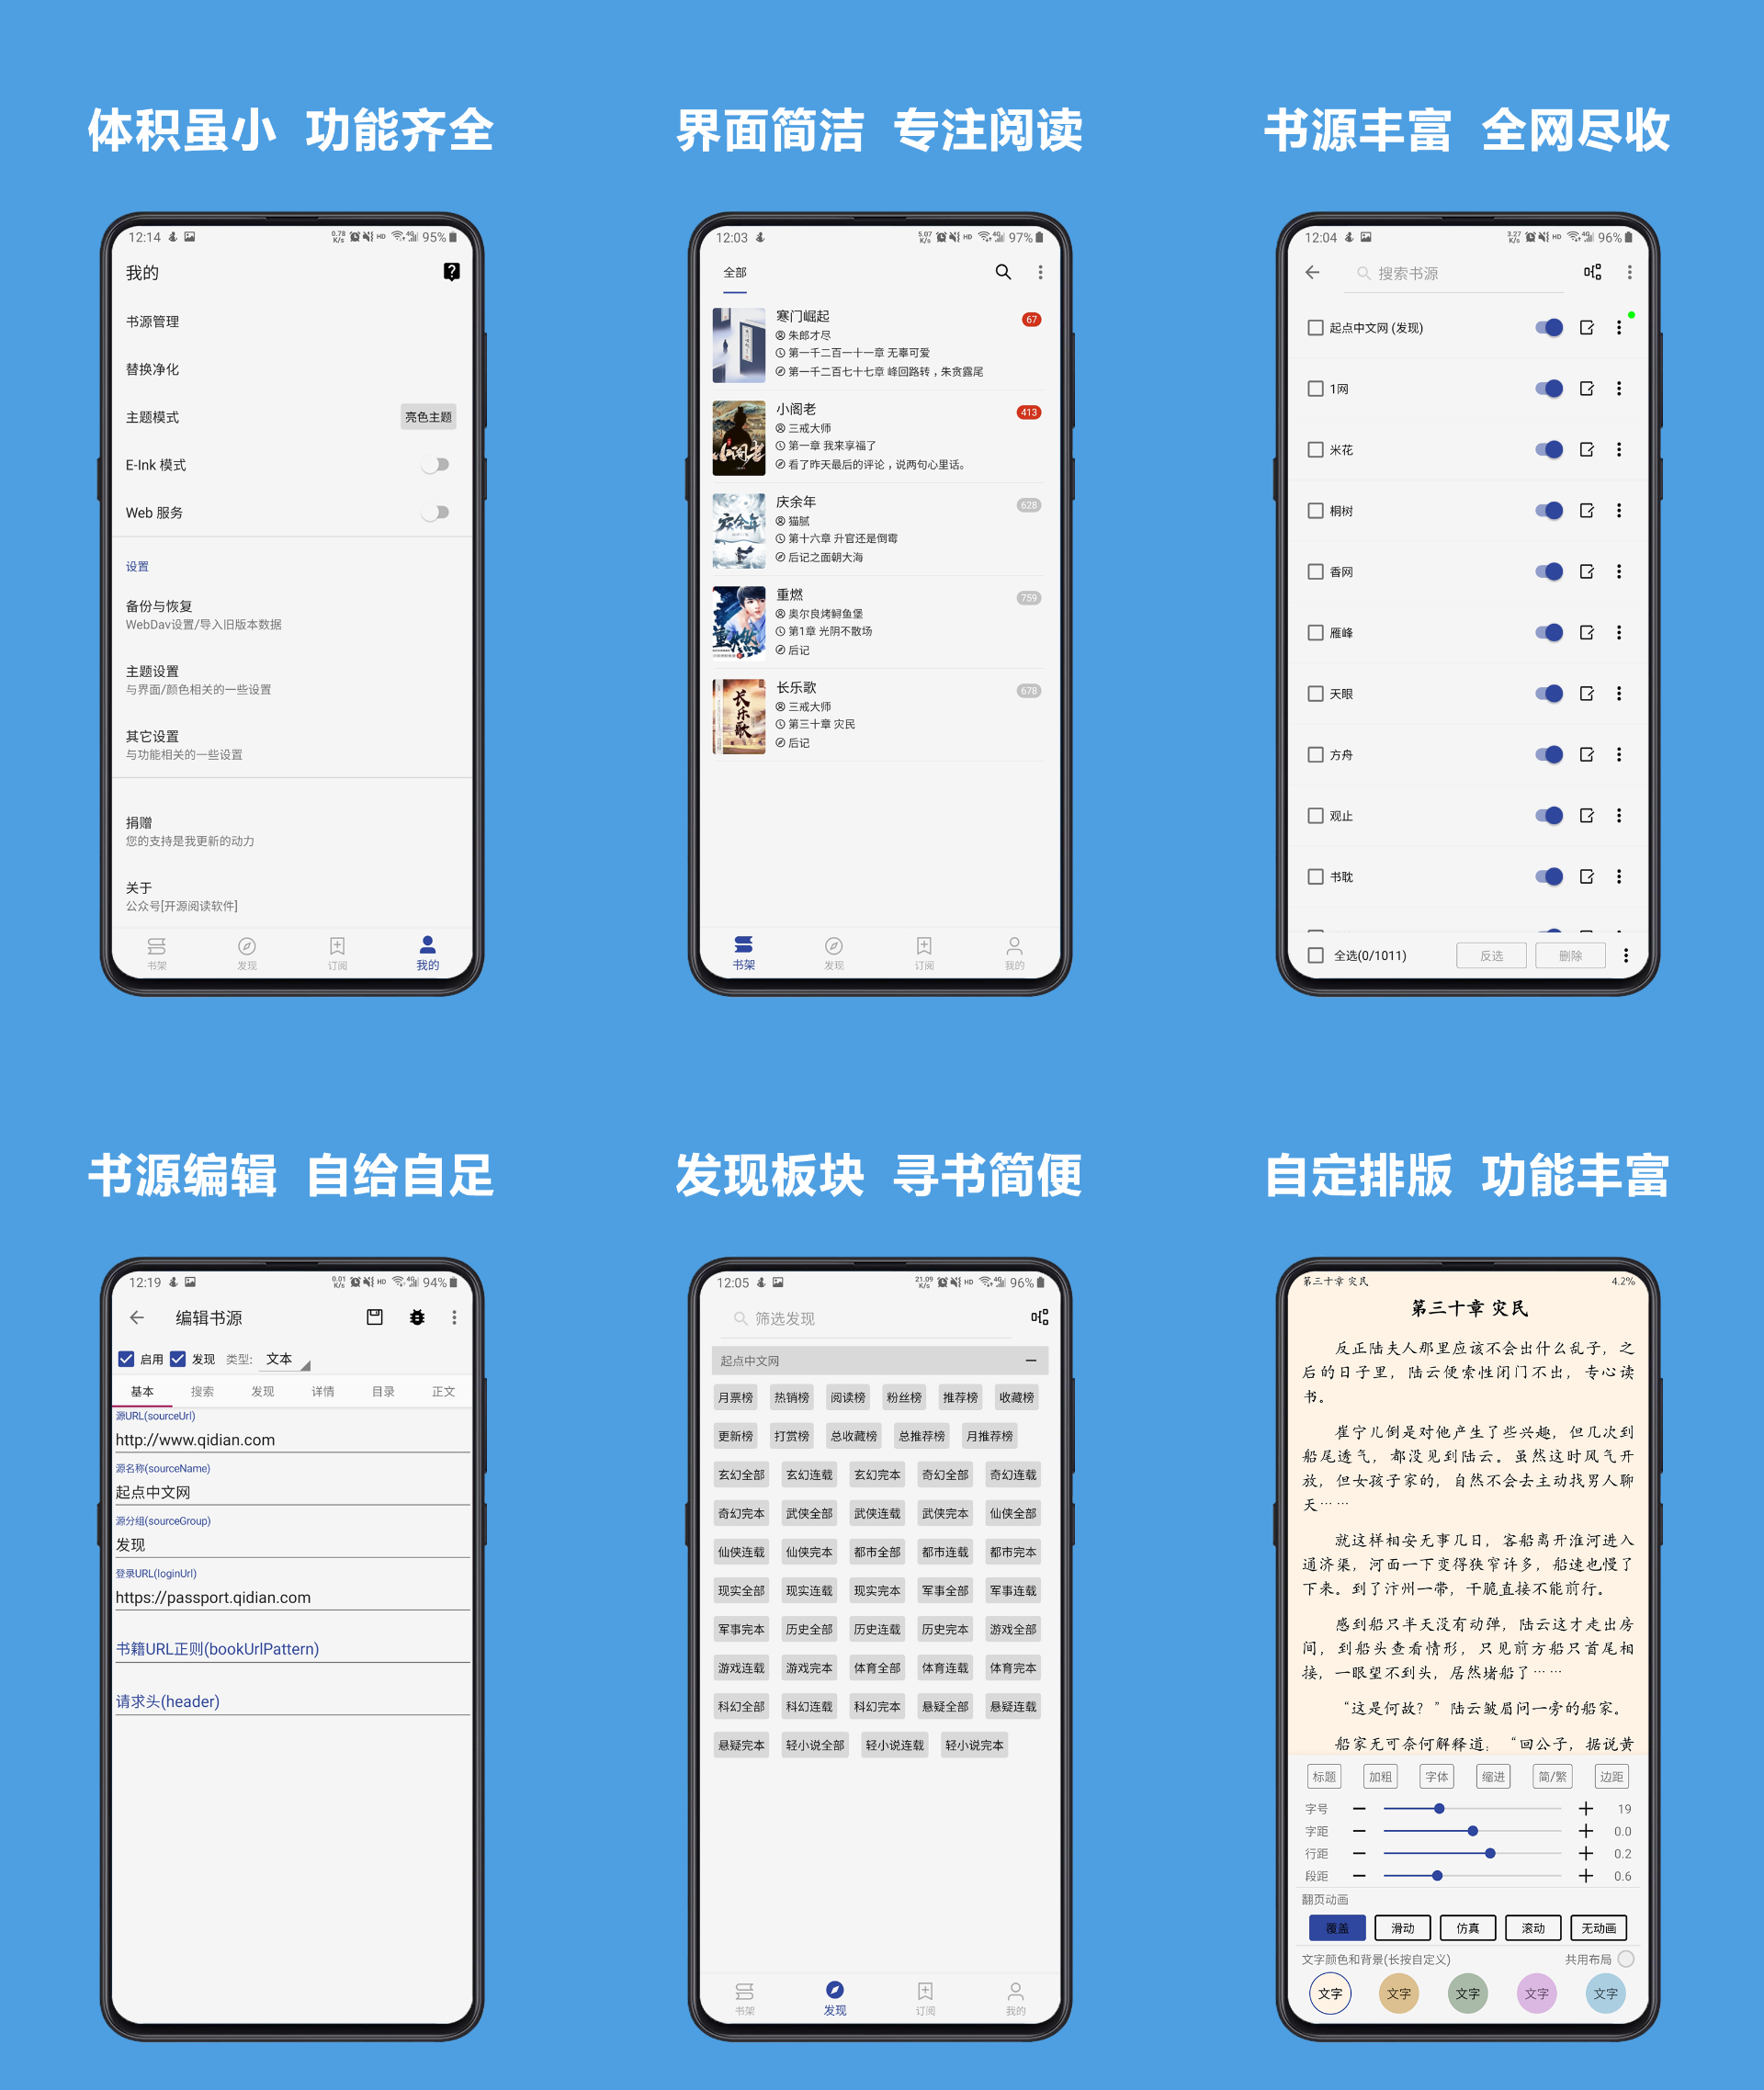 体积虽小 功能齐全
12:14 0.78 K/s HD 4G 95%
我的
书源管理
替换净化
主题模式 亮色主题
E-Ink 模式
Web 服务
设置
备份与恢复
WebDav设置/导入旧版本数据
主题设置
与界面/颜色相关的一些设置
其它设置
与功能相关的一些设置
捐赠
您的支持是我更新的动力
关于
公众号[开源阅读软件]
书架 发现 订阅 我的
界面简洁 专注阅读
12:03 5.07 K/s HD 4G 97%
全部
寒门崛起 67
朱郎才尽
第一千二百一十一章 无辜可爱
第一千二百七十七章 峰回路转，朱贪露尾
小阁老 413
三戒大师
第一章 我来享福了
看了昨天最后的评论，说两句心里话。
庆余年 628
猫腻
第十六章 升官还是倒霉
后记之面朝大海
重燃 759
奥尔良烤鲟鱼堡
第1章 光阴不散场
后记
长乐歌 678
三戒大师
第三十章 灾民
后记
书架 发现 订阅 我的
书源丰富 全网尽收
12:04 3.27 K/s HD 4G 96%
搜索书源
起点中文网 (发现)
1网
米花
桐树
香网
雁峰
天眼
方舟
观止
书耽
全选(0/1011) 反选 删除
书源编辑 自给自足
12:19 0.01 K/s HD 4G 94%
编辑书源
启用 发现 类型: 文本
基本 搜索 发现 详情 目录 正文
源URL(sourceUrl)
http://www.qidian.com
源名称(sourceName)
起点中文网
源分组(sourceGroup)
发现
登录URL(loginUrl)
https://passport.qidian.com
书籍URL正则(bookUrlPattern)
请求头(header)
发现板块 寻书简便
12:05 21.09 K/s HD 4G 96%
筛选发现
起点中文网
月票榜 热销榜 阅读榜 粉丝榜 推荐榜 收藏榜
更新榜 打赏榜 总收藏榜 总推荐榜 月推荐榜
玄幻全部 玄幻连载 玄幻完本 奇幻全部 奇幻连载
奇幻完本 武侠全部 武侠连载 武侠完本 仙侠全部
仙侠连载 仙侠完本 都市全部 都市连载 都市完本
现实全部 现实连载 现实完本 军事全部 军事连载
军事完本 历史全部 历史连载 历史完本 游戏全部
游戏连载 游戏完本 体育全部 体育连载 体育完本
科幻全部 科幻连载 科幻完本 悬疑全部 悬疑连载
悬疑完本 轻小说全部 轻小说连载 轻小说完本
书架 发现 订阅 我的
自定排版 功能丰富
第三十章 灾民 4.2%
第三十章 灾民
反正陆夫人那里应该不会出什么乱子，之
后的日子里，陆云便索性闭门不出，专心读
书。
崔宁儿倒是对他产生了些兴趣，但几次到
船尾透气，都没见到陆云。虽然这时风气开
放，但女孩子家的，自然不会去主动找男人聊
天……
就这样相安无事几日，客船离开淮河进入
通济渠，河面一下变得狭窄许多，船速也慢了
下来。到了汴州一带，干脆直接不能前行。
感到船只半天没有动弹，陆云这才走出房
间，到船头查看情形，只见前方船只首尾相
接，一眼望不到头，居然堵船了……
“这是何故？”陆云皱眉问一旁的船家。
船家无可奈何解释道：“回公子，据说黄
标题 加粗 字体 缩进 简/繁 边距
字号 19
字距 0.0
行距 0.2
段距 0.6
翻页动画
覆盖 滑动 仿真 滚动 无动画
文字颜色和背景(长按自定义) 共用布局
文字 文字 文字 文字 文字